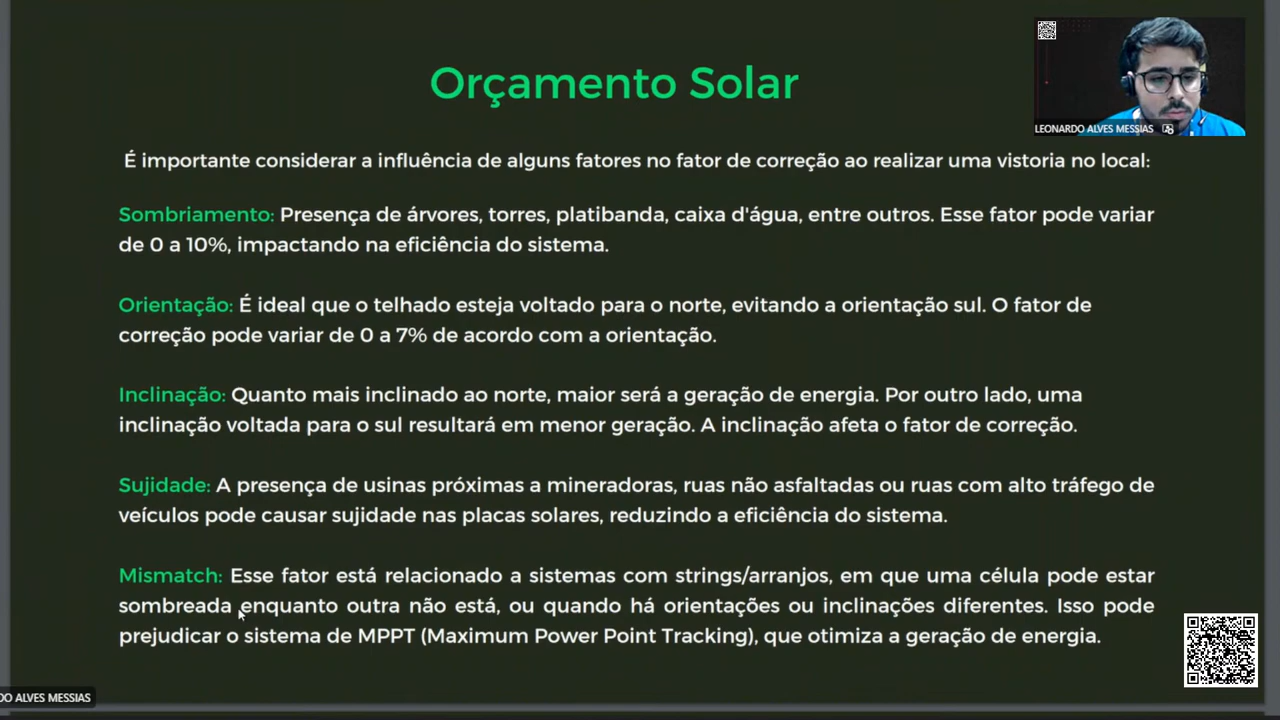 Orçamento Solar
LEONARDO ALVES MESSIAS
É importante considerar a influência de alguns fatores no fator de correção ao realizar uma vistoria no local:
Sombriamento: Presença de árvores, torres, platibanda, caixa d'água, entre outros. Esse fator pode variar
de 0 a 10%, impactando na eficiência do sistema.
Orientação: É ideal que o telhado esteja voltado para o norte, evitando a orientação sul. O fator de
correção pode variar de 0 a 7% de acordo com a orientação.
Inclinação: Quanto mais inclinado ao norte, maior será a geração de energia. Por outro lado, uma
inclinação voltada para o sul resultará em menor geração. A inclinação afeta o fator de correção.
Sujidade: A presença de usinas próximas a mineradoras, ruas não asfaltadas ou ruas com alto tráfego de
veículos pode causar sujidade nas placas solares, reduzindo a eficiência do sistema.
Mismatch: Esse fator está relacionado a sistemas com strings/arranjos, em que uma célula pode estar
sombreada enquanto outra não está, ou quando há orientações ou inclinações diferentes. Isso pode
prejudicar o sistema de MPPT (Maximum Power Point Tracking), que otimiza a geração de energia.
DO ALVES MESSIAS